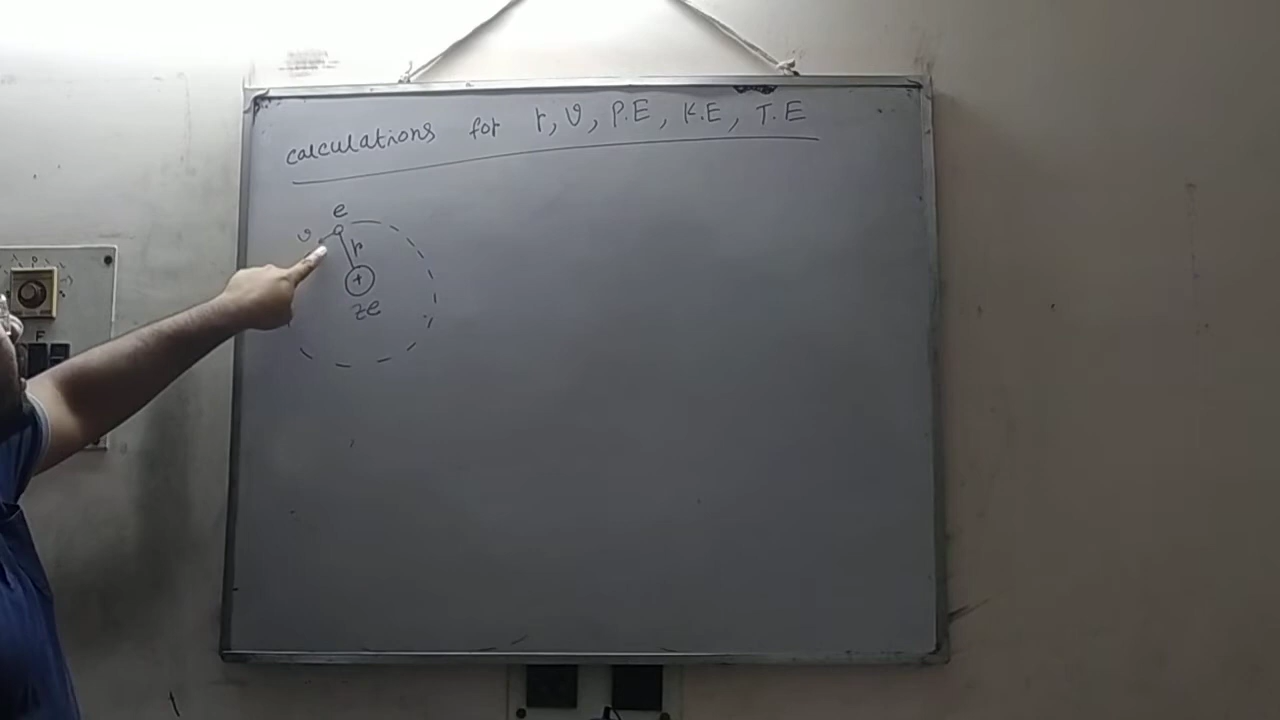 calculations for r, v, P.E, K.E, T.E
e
v
r
+
ze
F